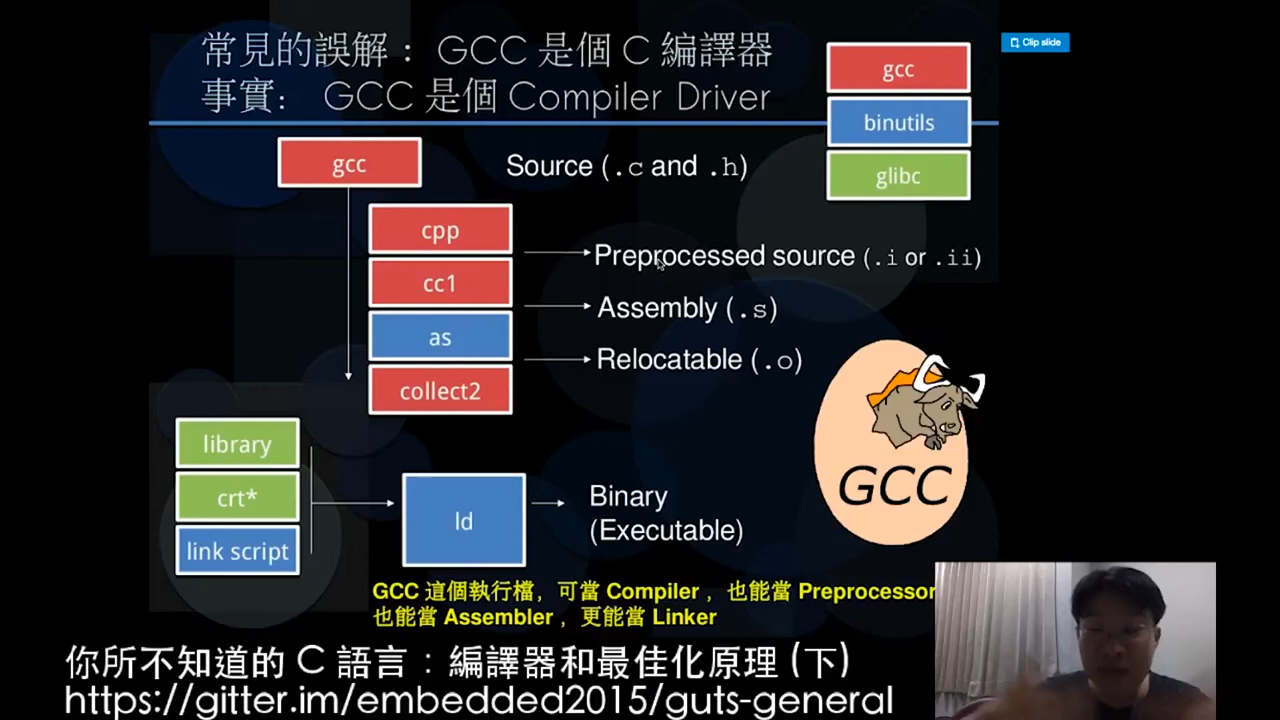 常見的誤解： GCC 是個 C 編譯器
事實： GCC 是個 Compiler Driver
Clip slide
gcc
binutils
glibc
gcc
Source (.c and .h)
cpp
Preprocessed source (.i or .ii)
cc1
Assembly (.s)
as
Relocatable (.o)
collect2
GCC
library
crt*
link script
ld
Binary
(Executable)
GCC 這個執行檔，可當 Compiler ，也能當 Preprocessor
也能當 Assembler ，更能當 Linker
你所不知道的 C 語言：編譯器和最佳化原理 (下)
https://gitter.im/embedded2015/guts-general